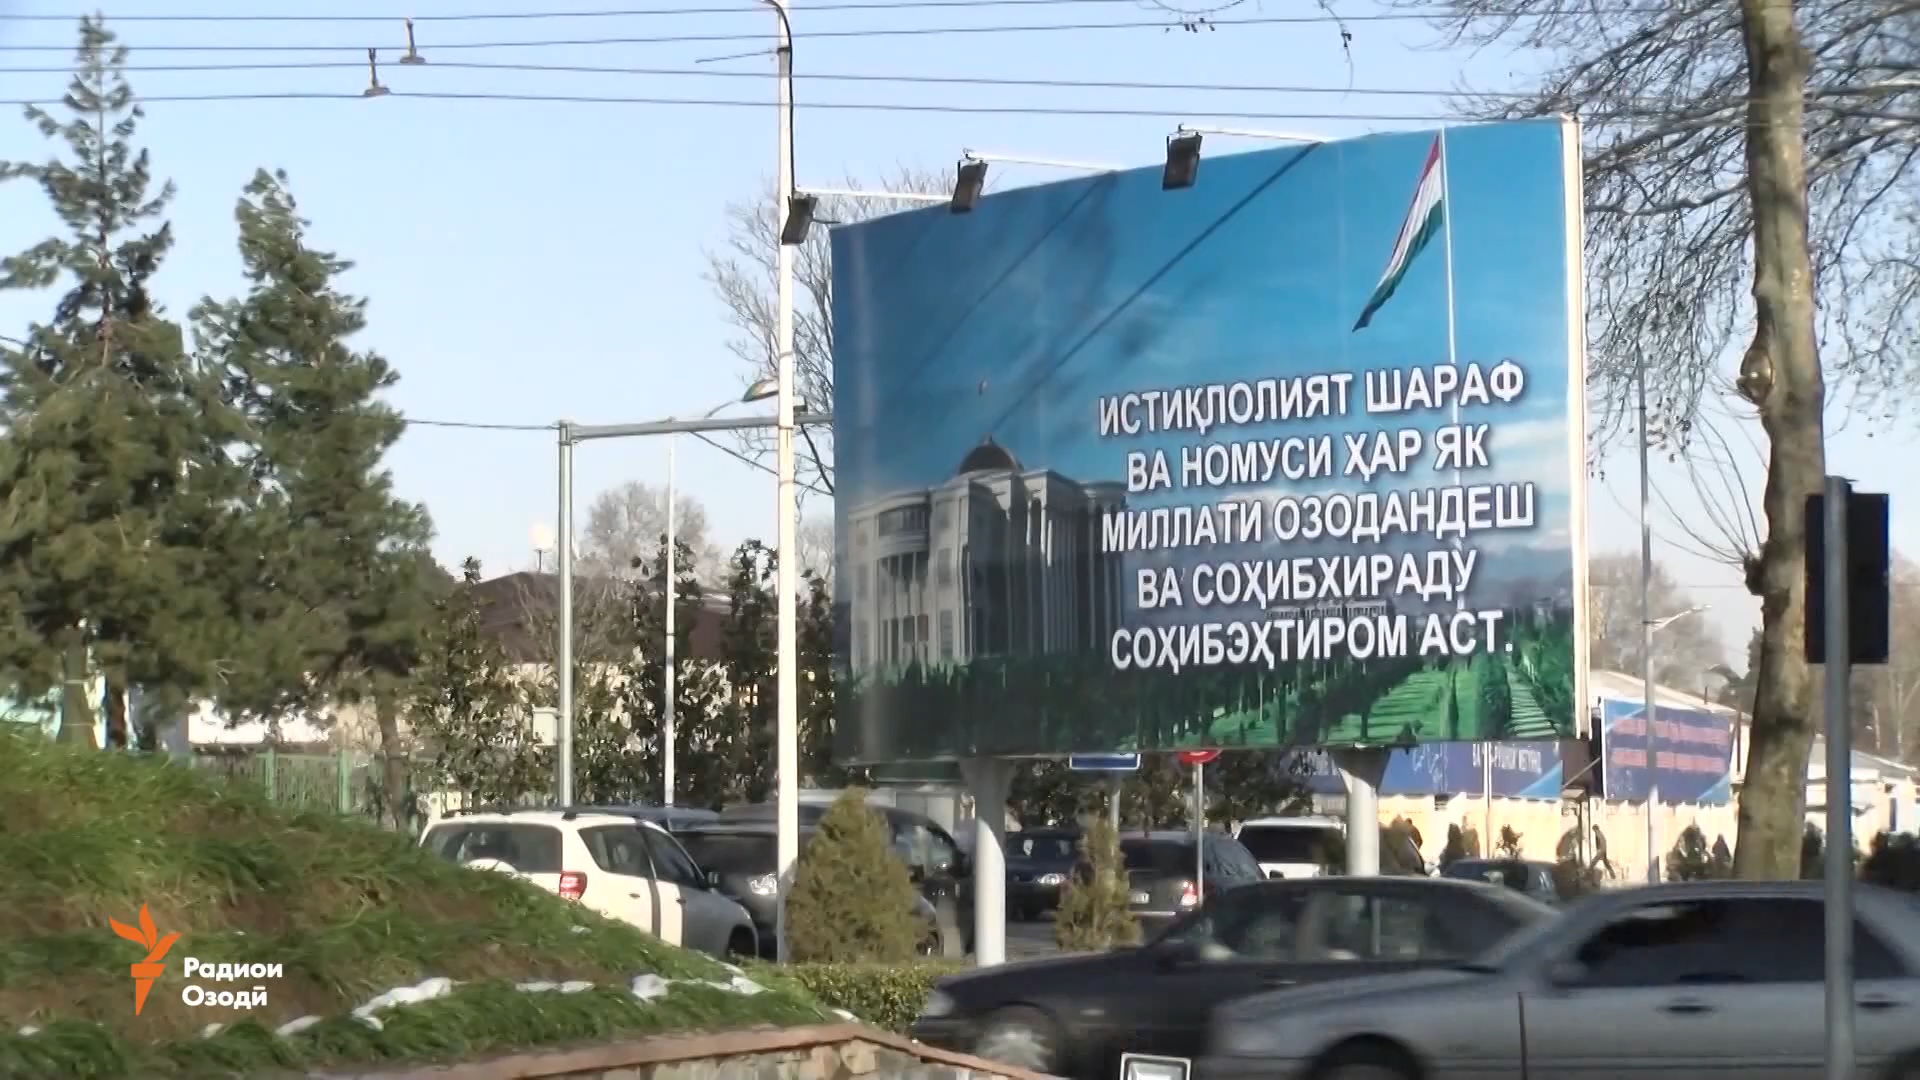 ИСТИҚЛОЛИЯТ ШАРАФ
ВА НОМУСИ ҲАР ЯК
МИЛЛАТИ ОЗОДАНДЕШ
ВА СОҲИБХИРАДУ
СОҲИБЭҲТИРОМ АСТ.
Радиои
Озодӣ